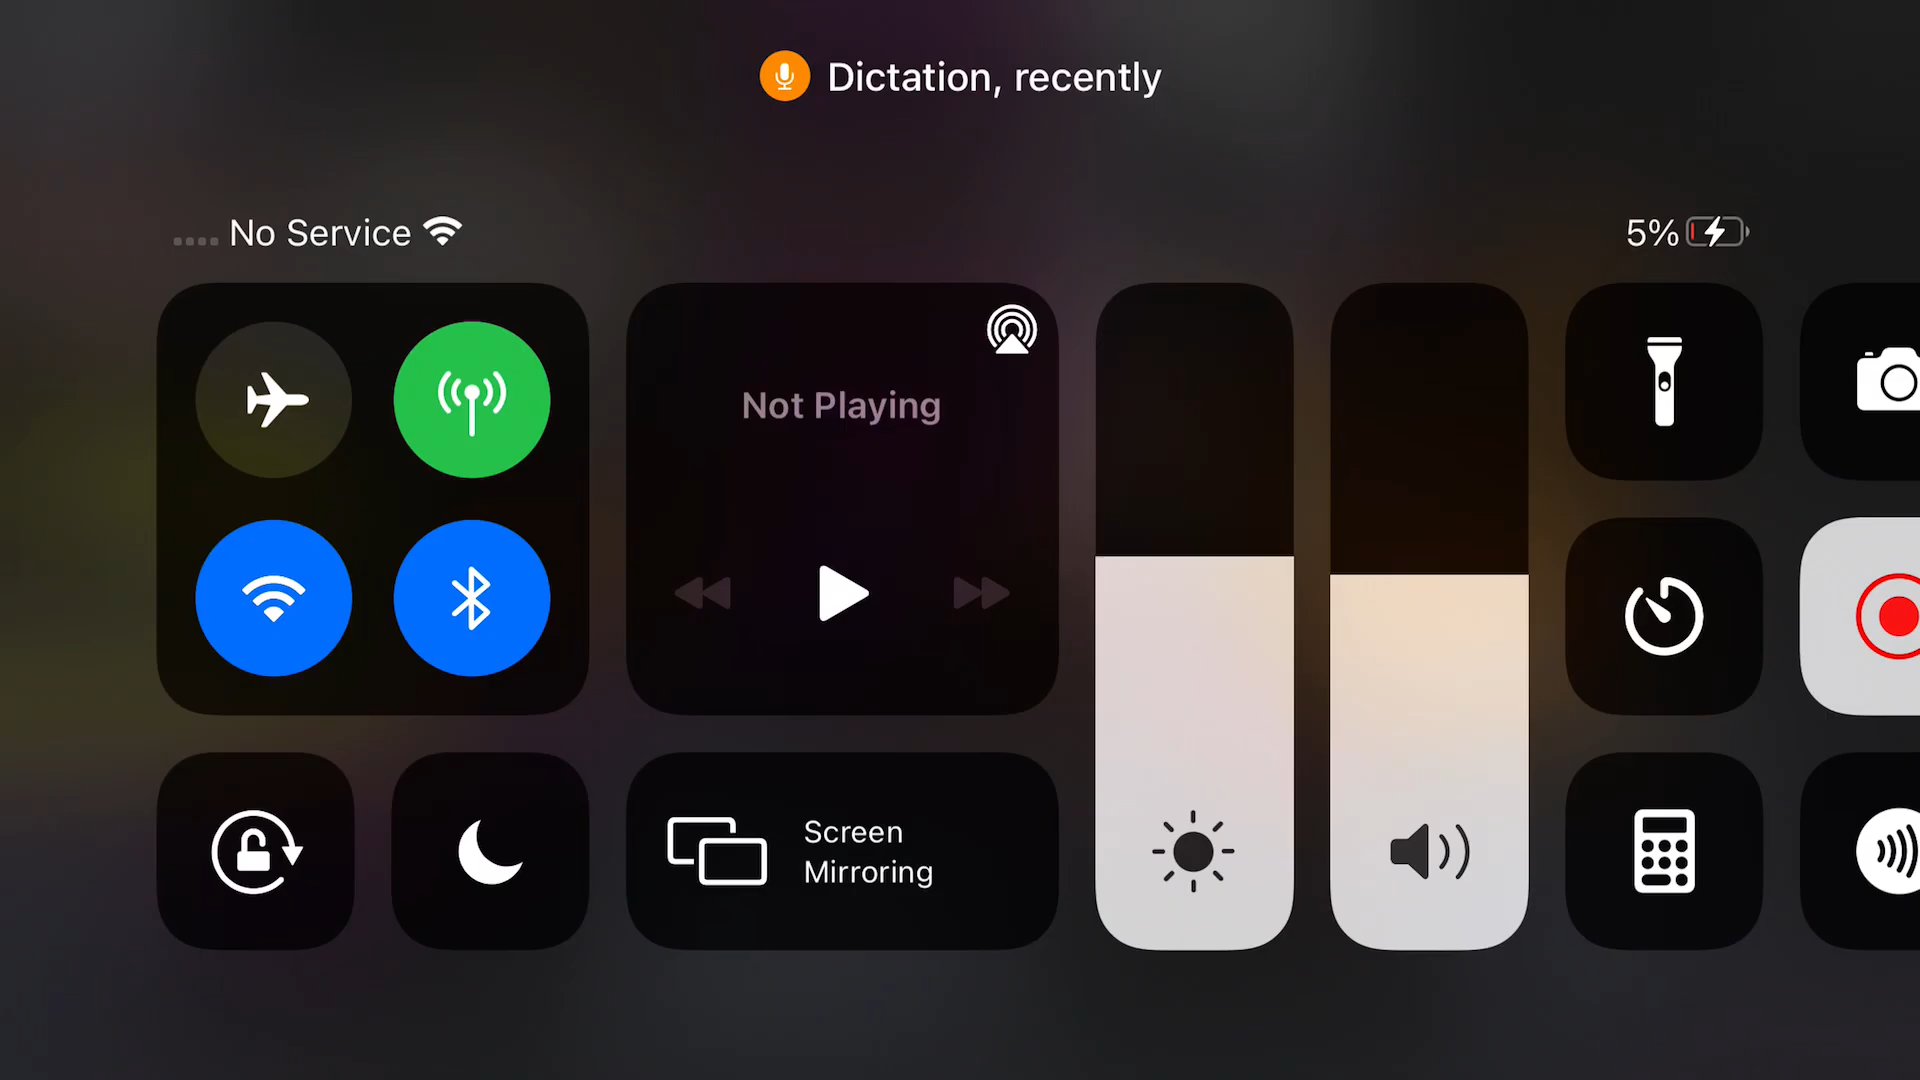 Dictation, recently
No Service
5%
Not Playing
Screen
Mirroring